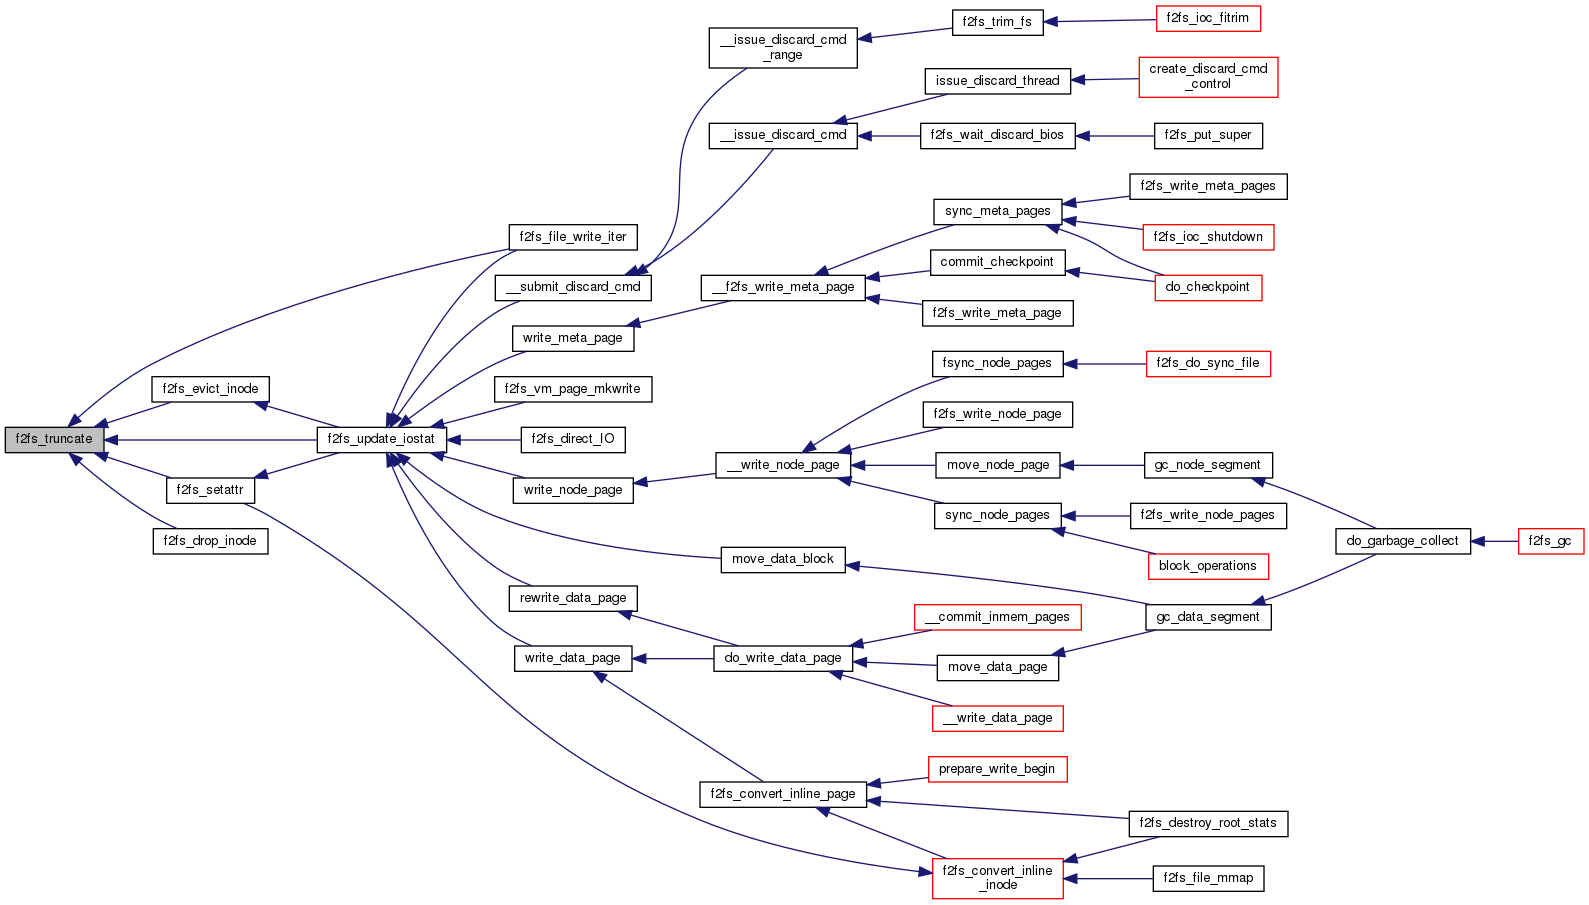 f2fs_trim_fs
f2fs_ioc_fitrim
__issue_discard_cmd
_range
issue_discard_thread
create_discard_cmd
_control
__issue_discard_cmd
f2fs_wait_discard_bios
f2fs_put_super
f2fs_write_meta_pages
sync_meta_pages
f2fs_file_write_iter
f2fs_ioc_shutdown
commit_checkpoint
__submit_discard_cmd
__f2fs_write_meta_page
do_checkpoint
f2fs_write_meta_page
write_meta_page
fsync_node_pages
f2fs_do_sync_file
f2fs_evict_inode
f2fs_vm_page_mkwrite
f2fs_write_node_page
f2fs_truncate
f2fs_update_iostat
f2fs_direct_IO
__write_node_page
move_node_page
gc_node_segment
f2fs_setattr
write_node_page
sync_node_pages
f2fs_write_node_pages
f2fs_drop_inode
do_garbage_collect
f2fs_gc
move_data_block
block_operations
rewrite_data_page
__commit_inmem_pages
gc_data_segment
write_data_page
do_write_data_page
move_data_page
__write_data_page
prepare_write_begin
f2fs_convert_inline_page
f2fs_destroy_root_stats
f2fs_convert_inline
_inode
f2fs_file_mmap